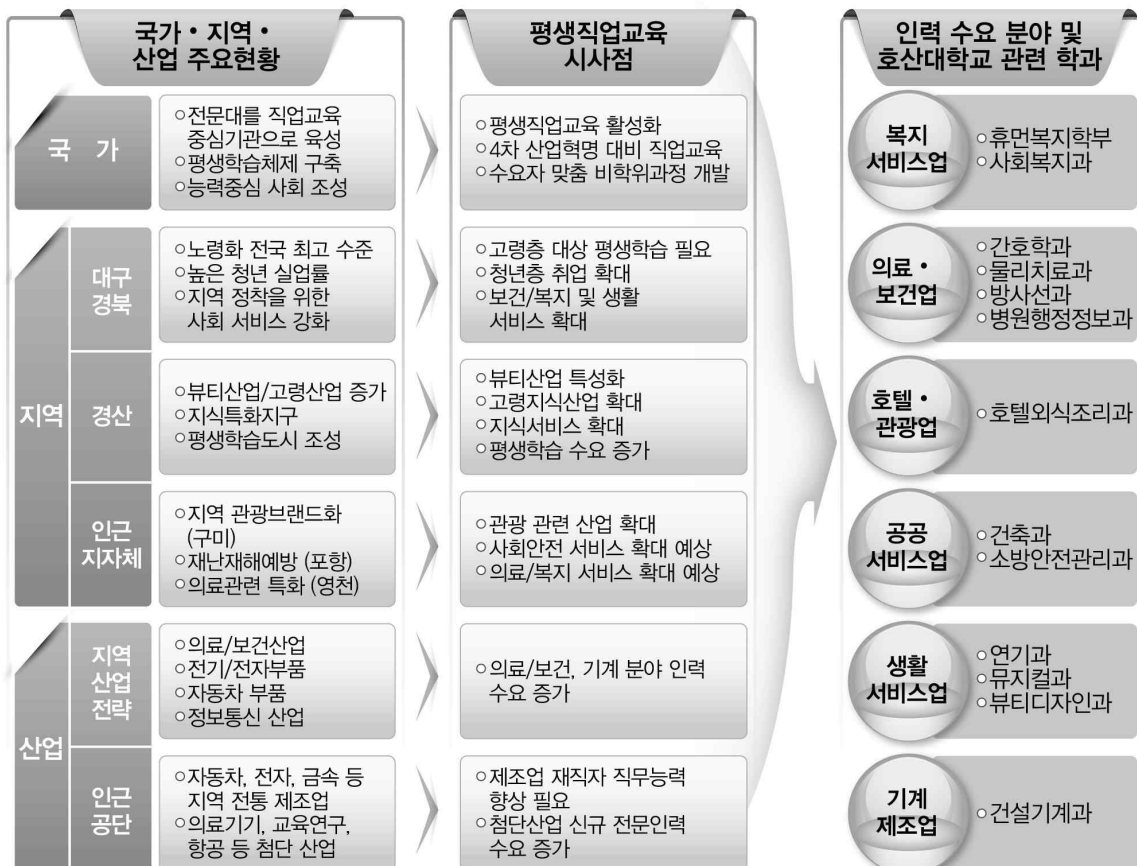 국가・지역・
산업 주요현황
평생직업교육
시사점
인력 수요 분야 및
호산대학교 관련 학과
국 가
○전문대를 직업교육
중심기관으로 육성
○평생학습체제 구축
○능력중심 사회 조성
○평생직업교육 활성화
○4차 산업혁명 대비 직업교육
○수요자 맞춤 비학위과정 개발
복지
서비스업
○휴먼복지학부
○사회복지과
지역
대구
경북
○노령화 전국 최고 수준
○높은 청년 실업률
○지역 정착을 위한
사회 서비스 강화
○고령층 대상 평생학습 필요
○청년층 취업 확대
○보건/복지 및 생활
서비스 확대
의료・
보건업
○간호학과
○물리치료과
○방사선과
○병원행정정보과
경산
○뷰티산업/고령산업 증가
○지식특화지구
○평생학습도시 조성
○뷰티산업 특성화
○고령지식산업 확대
○지식서비스 확대
○평생학습 수요 증가
호텔・
관광업
○호텔외식조리과
인근
지자체
○지역 관광브랜드화
(구미)
○재난재해예방 (포항)
○의료관련 특화 (영천)
○관광 관련 산업 확대
○사회안전 서비스 확대 예상
○의료/복지 서비스 확대 예상
공공
서비스업
○건축과
○소방안전관리과
산업
지역
산업
전략
○의료/보건산업
○전기/전자부품
○자동차 부품
○정보통신 산업
○의료/보건, 기계 분야 인력
수요 증가
생활
서비스업
○연기과
○뮤지컬과
○뷰티디자인과
인근
공단
○자동차, 전자, 금속 등
지역 전통 제조업
○의료기기, 교육연구,
항공 등 첨단 산업
○제조업 재직자 직무능력
향상 필요
○첨단산업 신규 전문인력
수요 증가
기계
제조업
○건설기계과